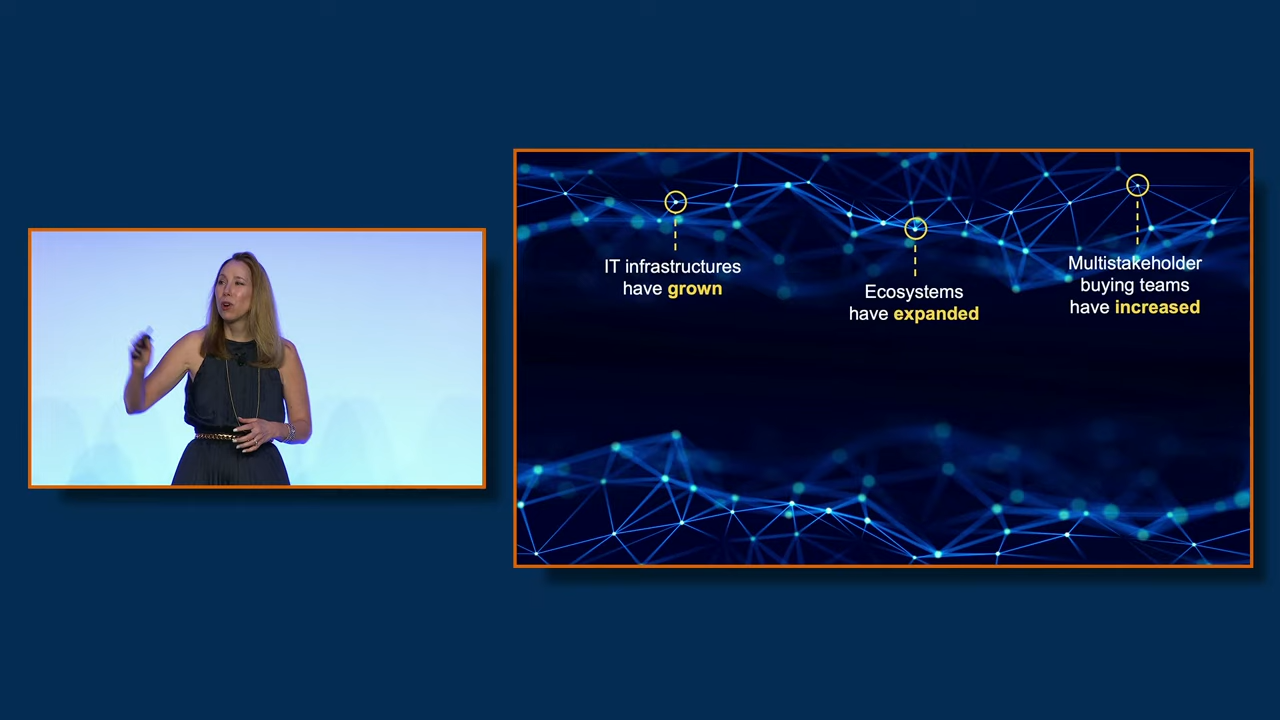 IT infrastructures
have grown
Ecosystems
have expanded
Multistakeholder
buying teams
have increased